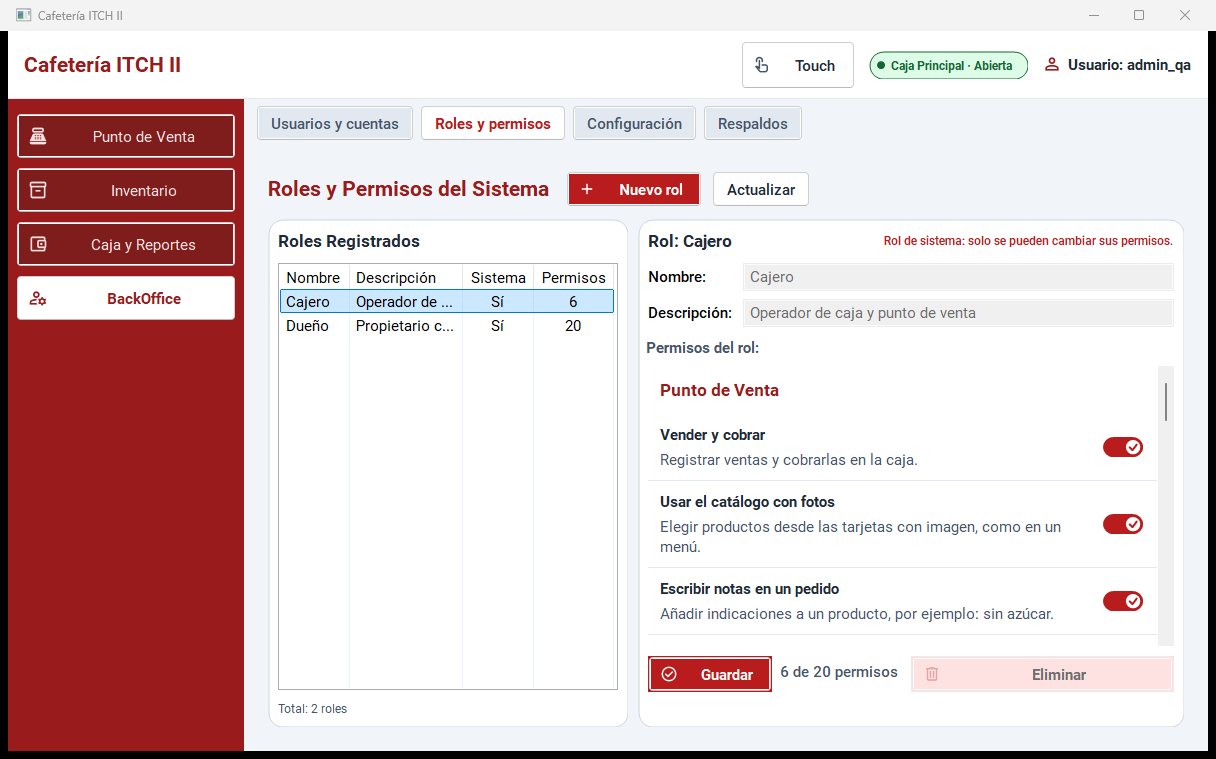 Cafetería ITCH II
Cafetería ITCH II
Touch
Caja Principal · Abierta
Usuario: admin_qa
Punto de Venta
Inventario
Caja y Reportes
BackOffice
Usuarios y cuentas
Roles y permisos
Configuración
Respaldos
Roles y Permisos del Sistema
+ Nuevo rol
Actualizar
Roles Registrados
Nombre Descripción Sistema Permisos
Cajero Operador de ... Sí 6
Dueño Propietario c... Sí 20
Total: 2 roles
Rol: Cajero
Rol de sistema: solo se pueden cambiar sus permisos.
Nombre: Cajero
Descripción: Operador de caja y punto de venta
Permisos del rol:
Punto de Venta
Vender y cobrar
Registrar ventas y cobrarlas en la caja.
Usar el catálogo con fotos
Elegir productos desde las tarjetas con imagen, como en un
menú.
Escribir notas en un pedido
Añadir indicaciones a un producto, por ejemplo: sin azúcar.
Guardar
6 de 20 permisos
Eliminar